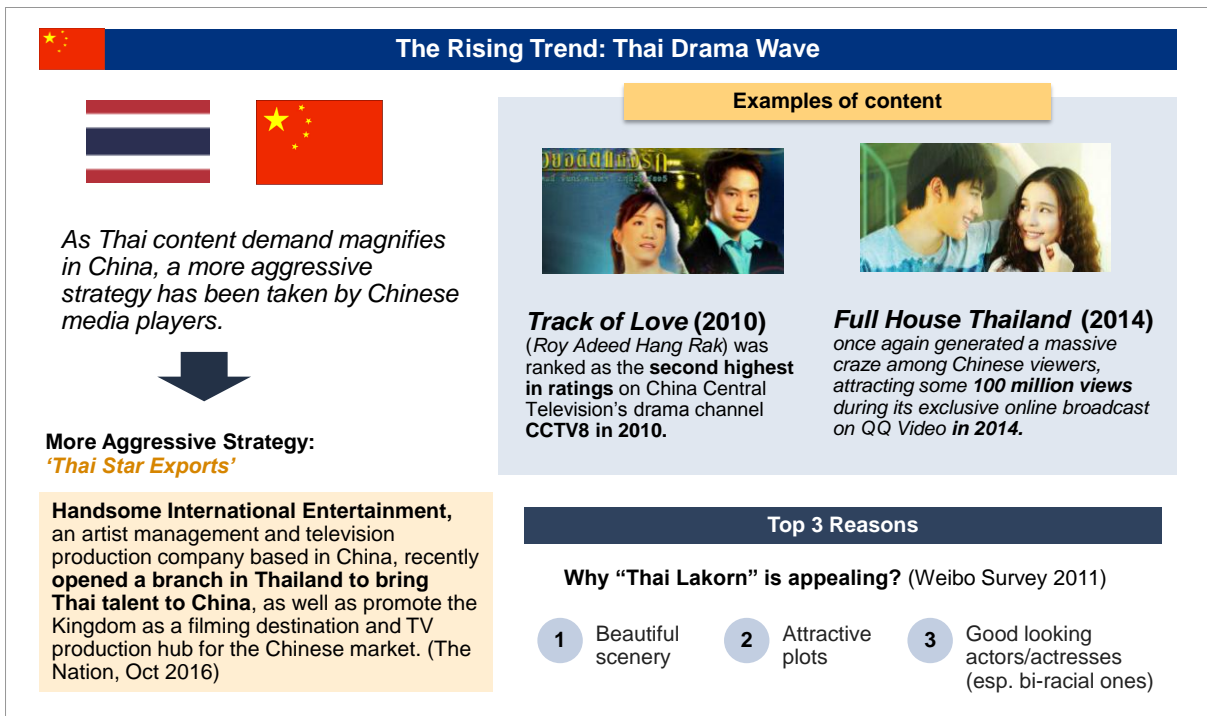 The Rising Trend: Thai Drama Wave
As Thai content demand magnifies
in China, a more aggressive
strategy has been taken by Chinese
media players.
More Aggressive Strategy:
‘Thai Star Exports’
Handsome International Entertainment,
an artist management and television
production company based in China, recently
opened a branch in Thailand to bring
Thai talent to China, as well as promote the
Kingdom as a filming destination and TV
production hub for the Chinese market. (The
Nation, Oct 2016)
Examples of content
Track of Love (2010)
(Roy Adeed Hang Rak) was
ranked as the second highest
in ratings on China Central
Television’s drama channel
CCTV8 in 2010.
Full House Thailand (2014)
once again generated a massive
craze among Chinese viewers,
attracting some 100 million views
during its exclusive online broadcast
on QQ Video in 2014.
Top 3 Reasons
Why “Thai Lakorn” is appealing? (Weibo Survey 2011)
1 Beautiful
scenery
2 Attractive
plots
3 Good looking
actors/actresses
(esp. bi-racial ones)